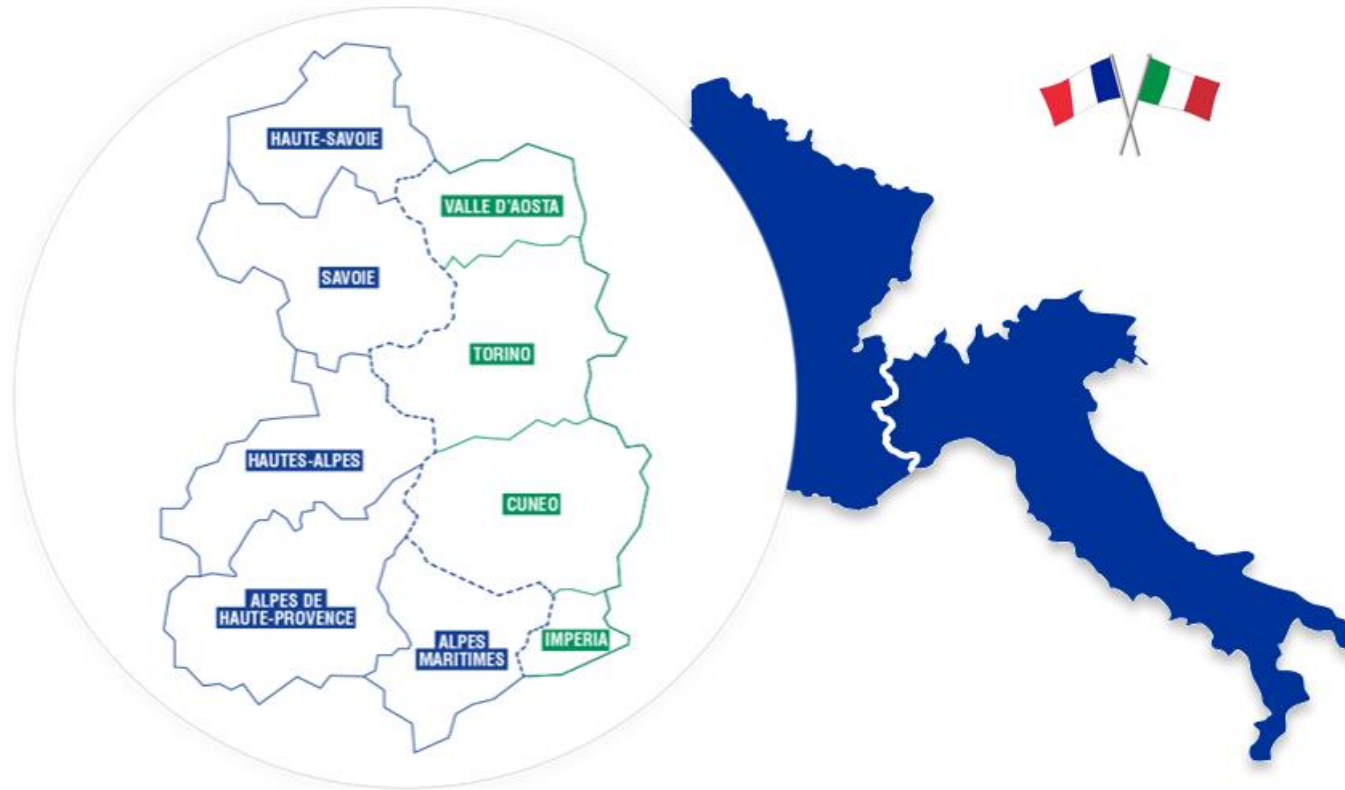 HAUTE-SAVOIE
VALLE D'AOSTA
SAVOIE
TORINO
HAUTES-ALPES
CUNEO
ALPES DE
HAUTE-PROVENCE
ALPES
MARITIMES
IMPERIA